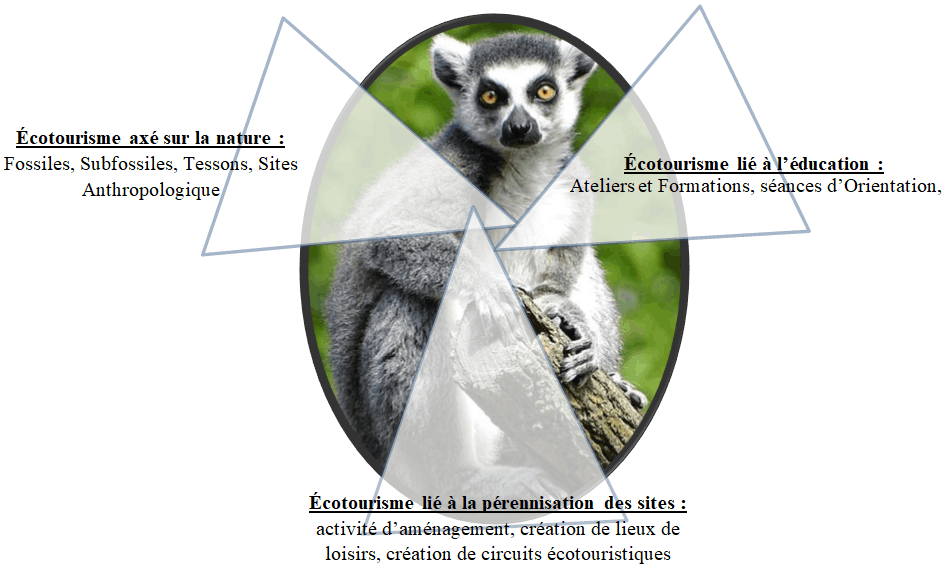 Écotourisme axé sur la nature :
Fossiles, Subfossiles, Tessons, Sites
Anthropologique
Écotourisme lié à l'éducation :
Ateliers et Formations, séances d'Orientation,
Écotourisme lié à la pérennisation des sites :
activité d'aménagement, création de lieux de
loisirs, création de circuits écotouristiques